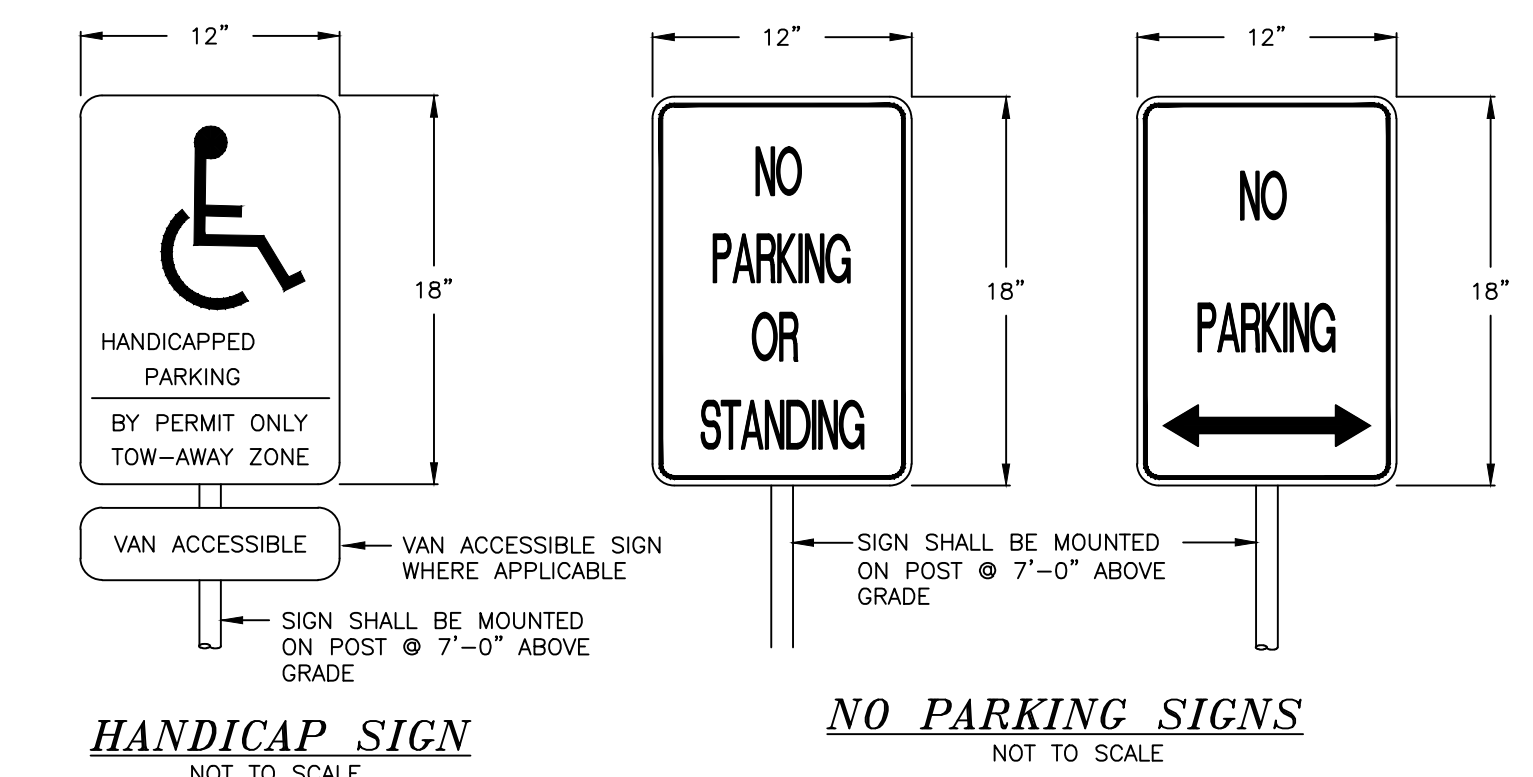 12”
18”
HANDICAPPED
PARKING
BY PERMIT ONLY
TOW–AWAY ZONE
VAN ACCESSIBLE
VAN ACCESSIBLE SIGN
WHERE APPLICABLE
SIGN SHALL BE MOUNTED
ON POST @ 7’–0” ABOVE
GRADE
HANDICAP SIGN
NOT TO SCALE
12”
18”
NO
PARKING
OR
STANDING
12”
18”
NO
PARKING
SIGN SHALL BE MOUNTED
ON POST @ 7’–0” ABOVE
GRADE
NO PARKING SIGNS
NOT TO SCALE